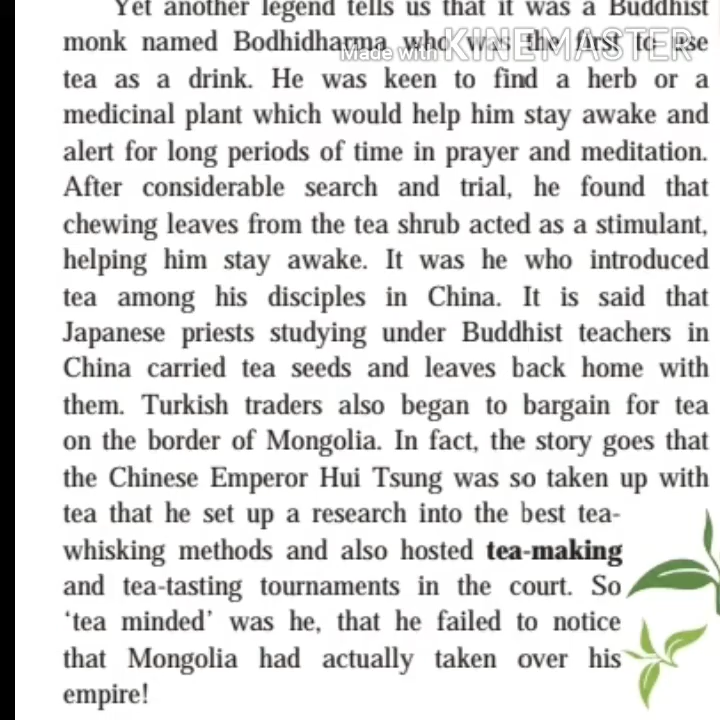 Yet another legend tells us that it was a Buddhist
monk named Bodhidharma who was the first to use
Made with KINEMASTER
tea as a drink. He was keen to find a herb or a
medicinal plant which would help him stay awake and
alert for long periods of time in prayer and meditation.
After considerable search and trial, he found that
chewing leaves from the tea shrub acted as a stimulant,
helping him stay awake. It was he who introduced
tea among his disciples in China. It is said that
Japanese priests studying under Buddhist teachers in
China carried tea seeds and leaves back home with
them. Turkish traders also began to bargain for tea
on the border of Mongolia. In fact, the story goes that
the Chinese Emperor Hui Tsung was so taken up with
tea that he set up a research into the best tea-
whisking methods and also hosted tea-making
and tea-tasting tournaments in the court. So
‘tea minded’ was he, that he failed to notice
that Mongolia had actually taken over his
empire!